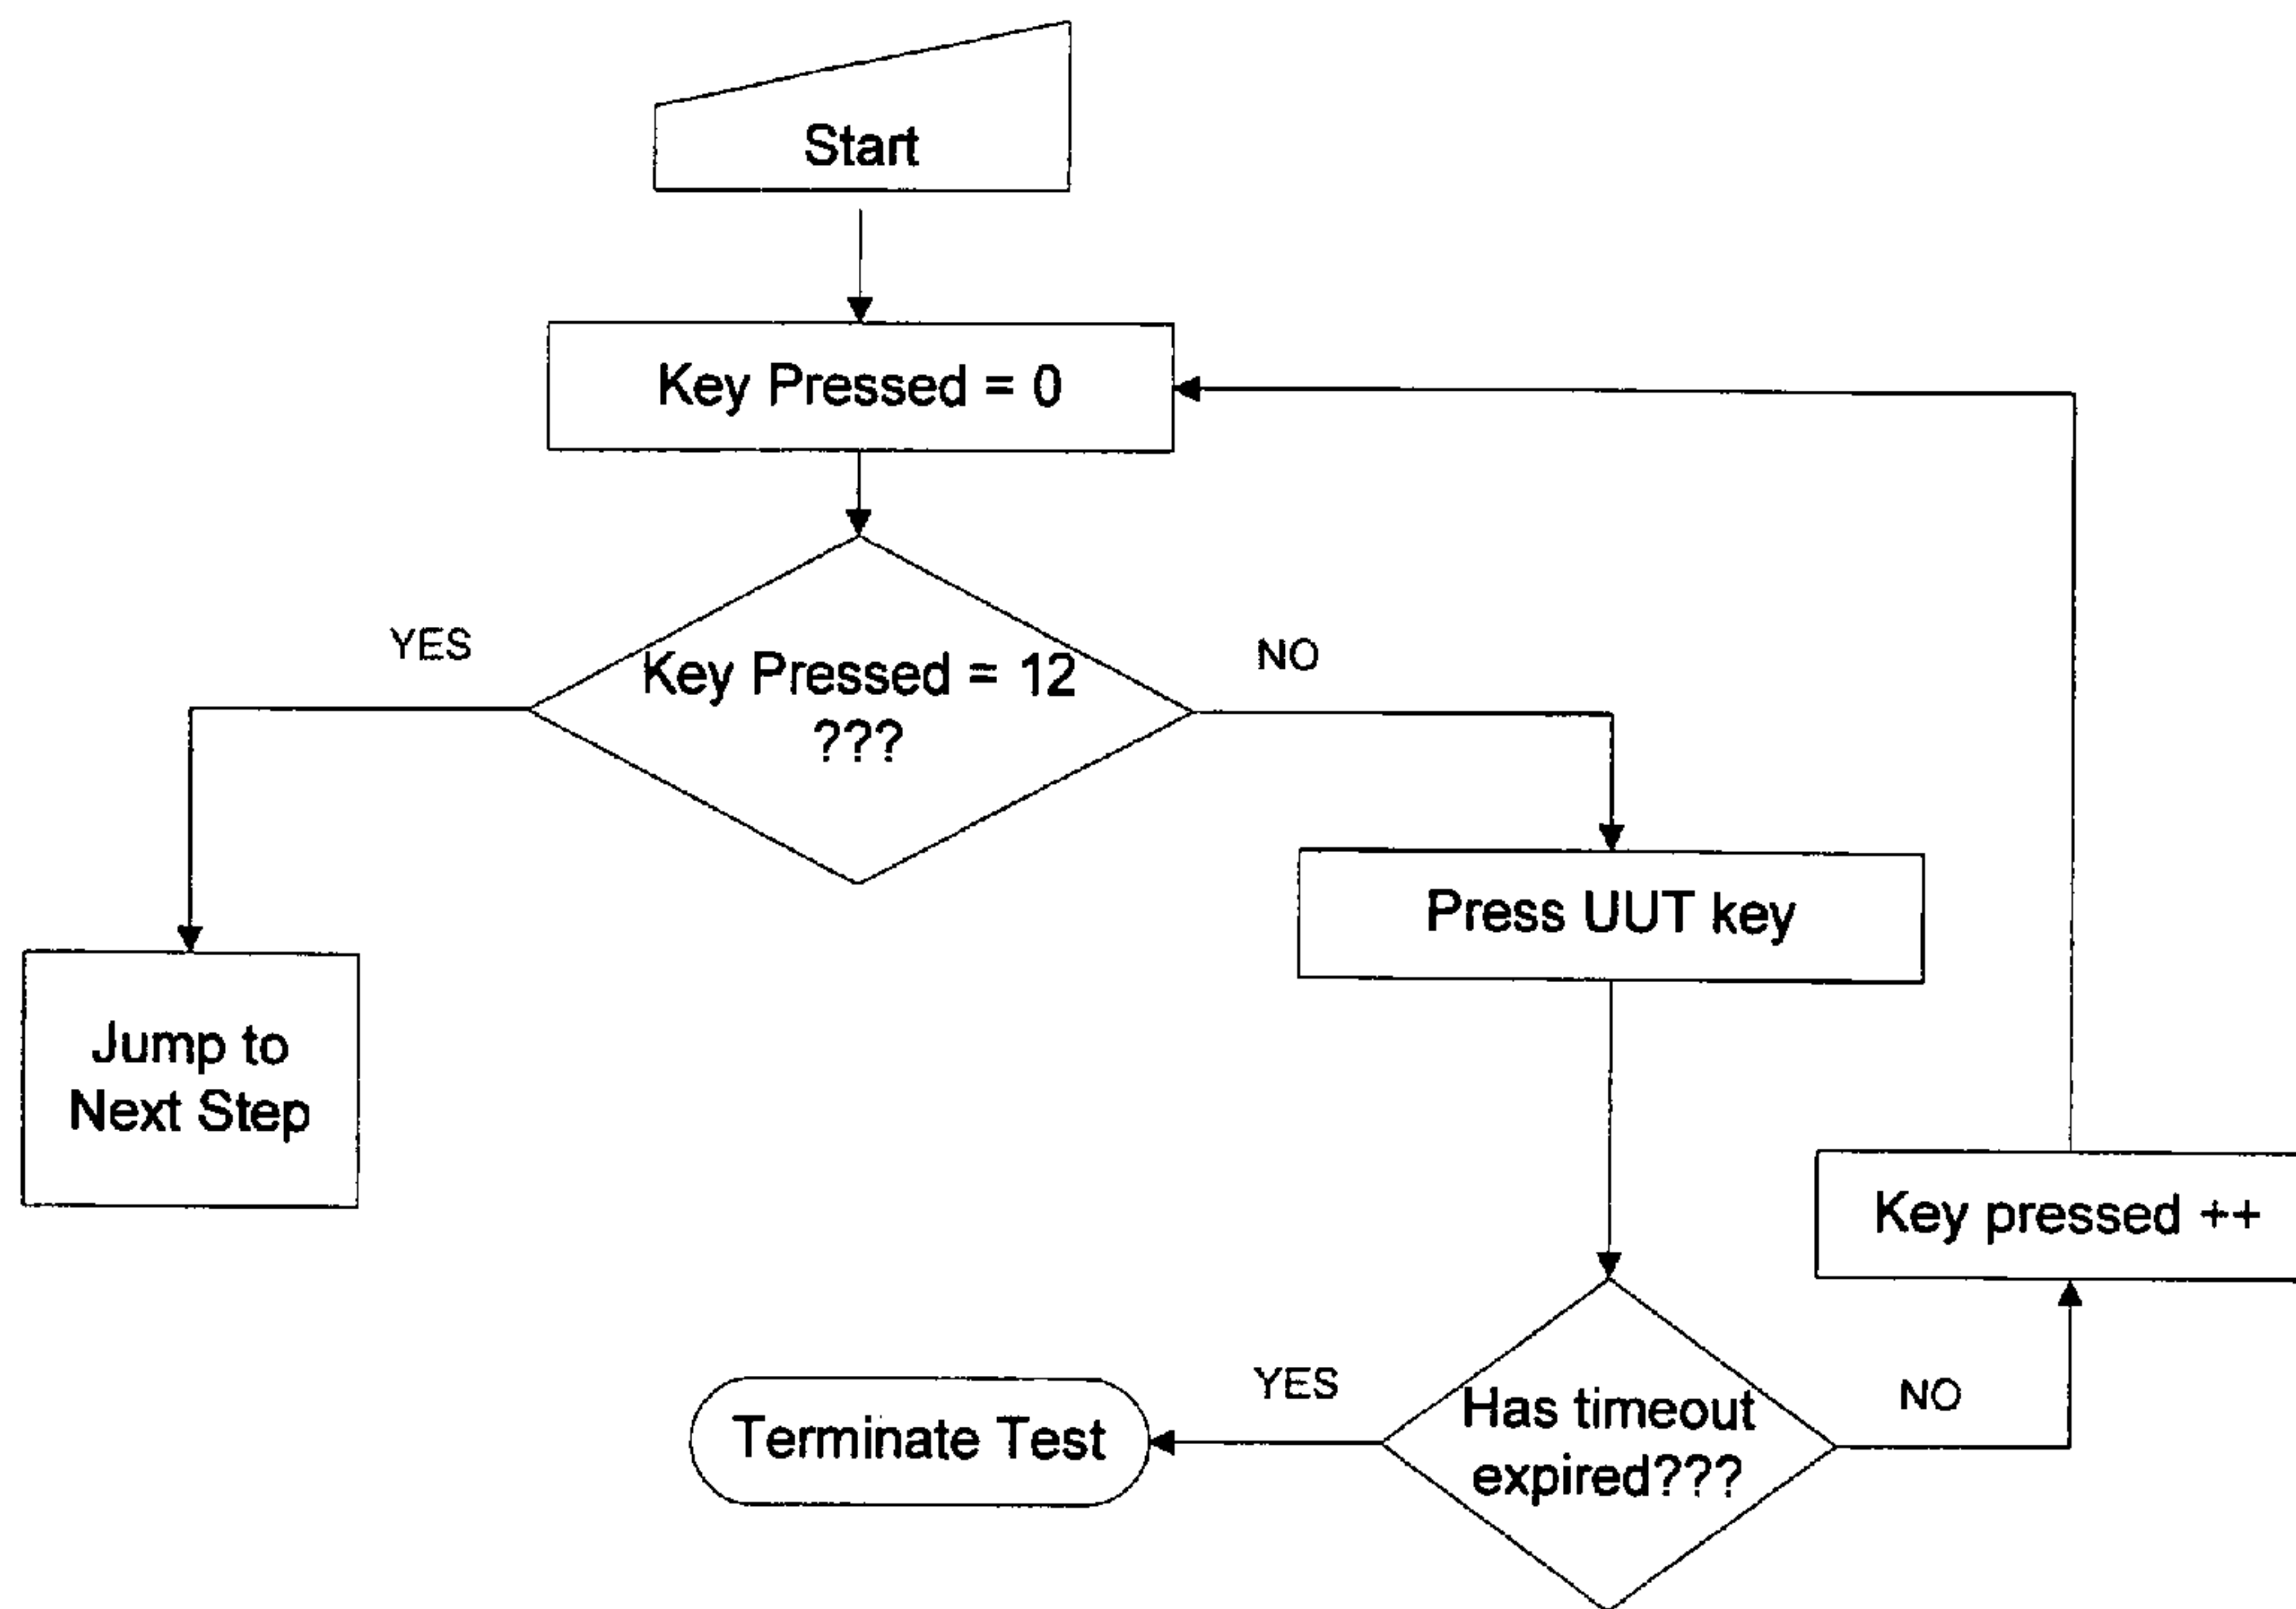 Start
Key Pressed = 0
YES
NO
Key Pressed = 12
???
Press UUT key
Jump to
Next Step
Key pressed ++
YES
NO
Has timeout
expired???
Terminate Test